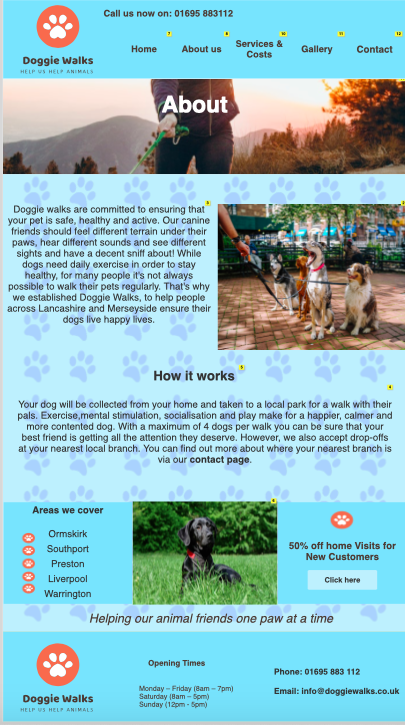 Call us now on: 01695 883112
Doggie Walks
HELP US HELP ANIMALS
Home
About us
Services &
Costs
Gallery
Contact
7
8
10
11
12
About
3
Doggie walks are committed to ensuring that
your pet is safe, healthy and active. Our canine
friends should feel different terrain under their
paws, hear different sounds and see different
sights and have a decent sniff about! While
dogs need daily exercise in order to stay
healthy, for many people it's not always
possible to walk their pets regularly. That's why
we established Doggie Walks, to help people
across Lancashire and Merseyside ensure their
dogs live happy lives.
How it works
5
4
Your dog will be collected from your home and taken to a local park for a walk with their
pals. Exercise,mental stimulation, socialisation and play make for a happier, calmer and
more contented dog. With a maximum of 4 dogs per walk you can be sure that your
best friend is getting all the attention they deserve. However, we also accept drop-offs
at your nearest local branch. You can find out more about where your nearest branch is
via our contact page.
Areas we cover
Ormskirk
Southport
Preston
Liverpool
Warrington
50% off home Visits for
New Customers
Click here
Helping our animal friends one paw at a time
Doggie Walks
HELP US HELP ANIMALS
Opening Times
Monday – Friday (8am – 7pm)
Saturday (8am – 5pm)
Sunday (12pm - 5pm)
Phone: 01695 883 112
Email: info@doggiewalks.co.uk